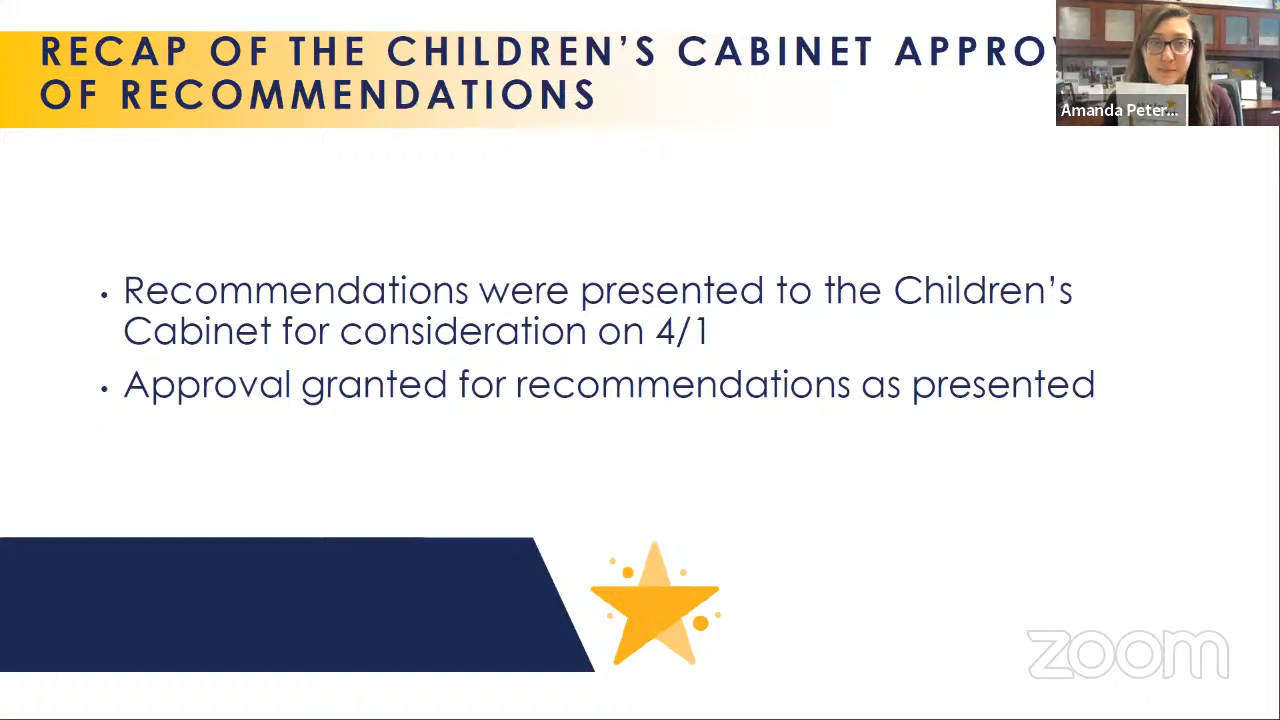 RECAP OF THE CHILDREN'S CABINET APPRO
OF RECOMMENDATIONS
Amanda Peter...
• Recommendations were presented to the Children's
Cabinet for consideration on 4/1
• Approval granted for recommendations as presented
zoom